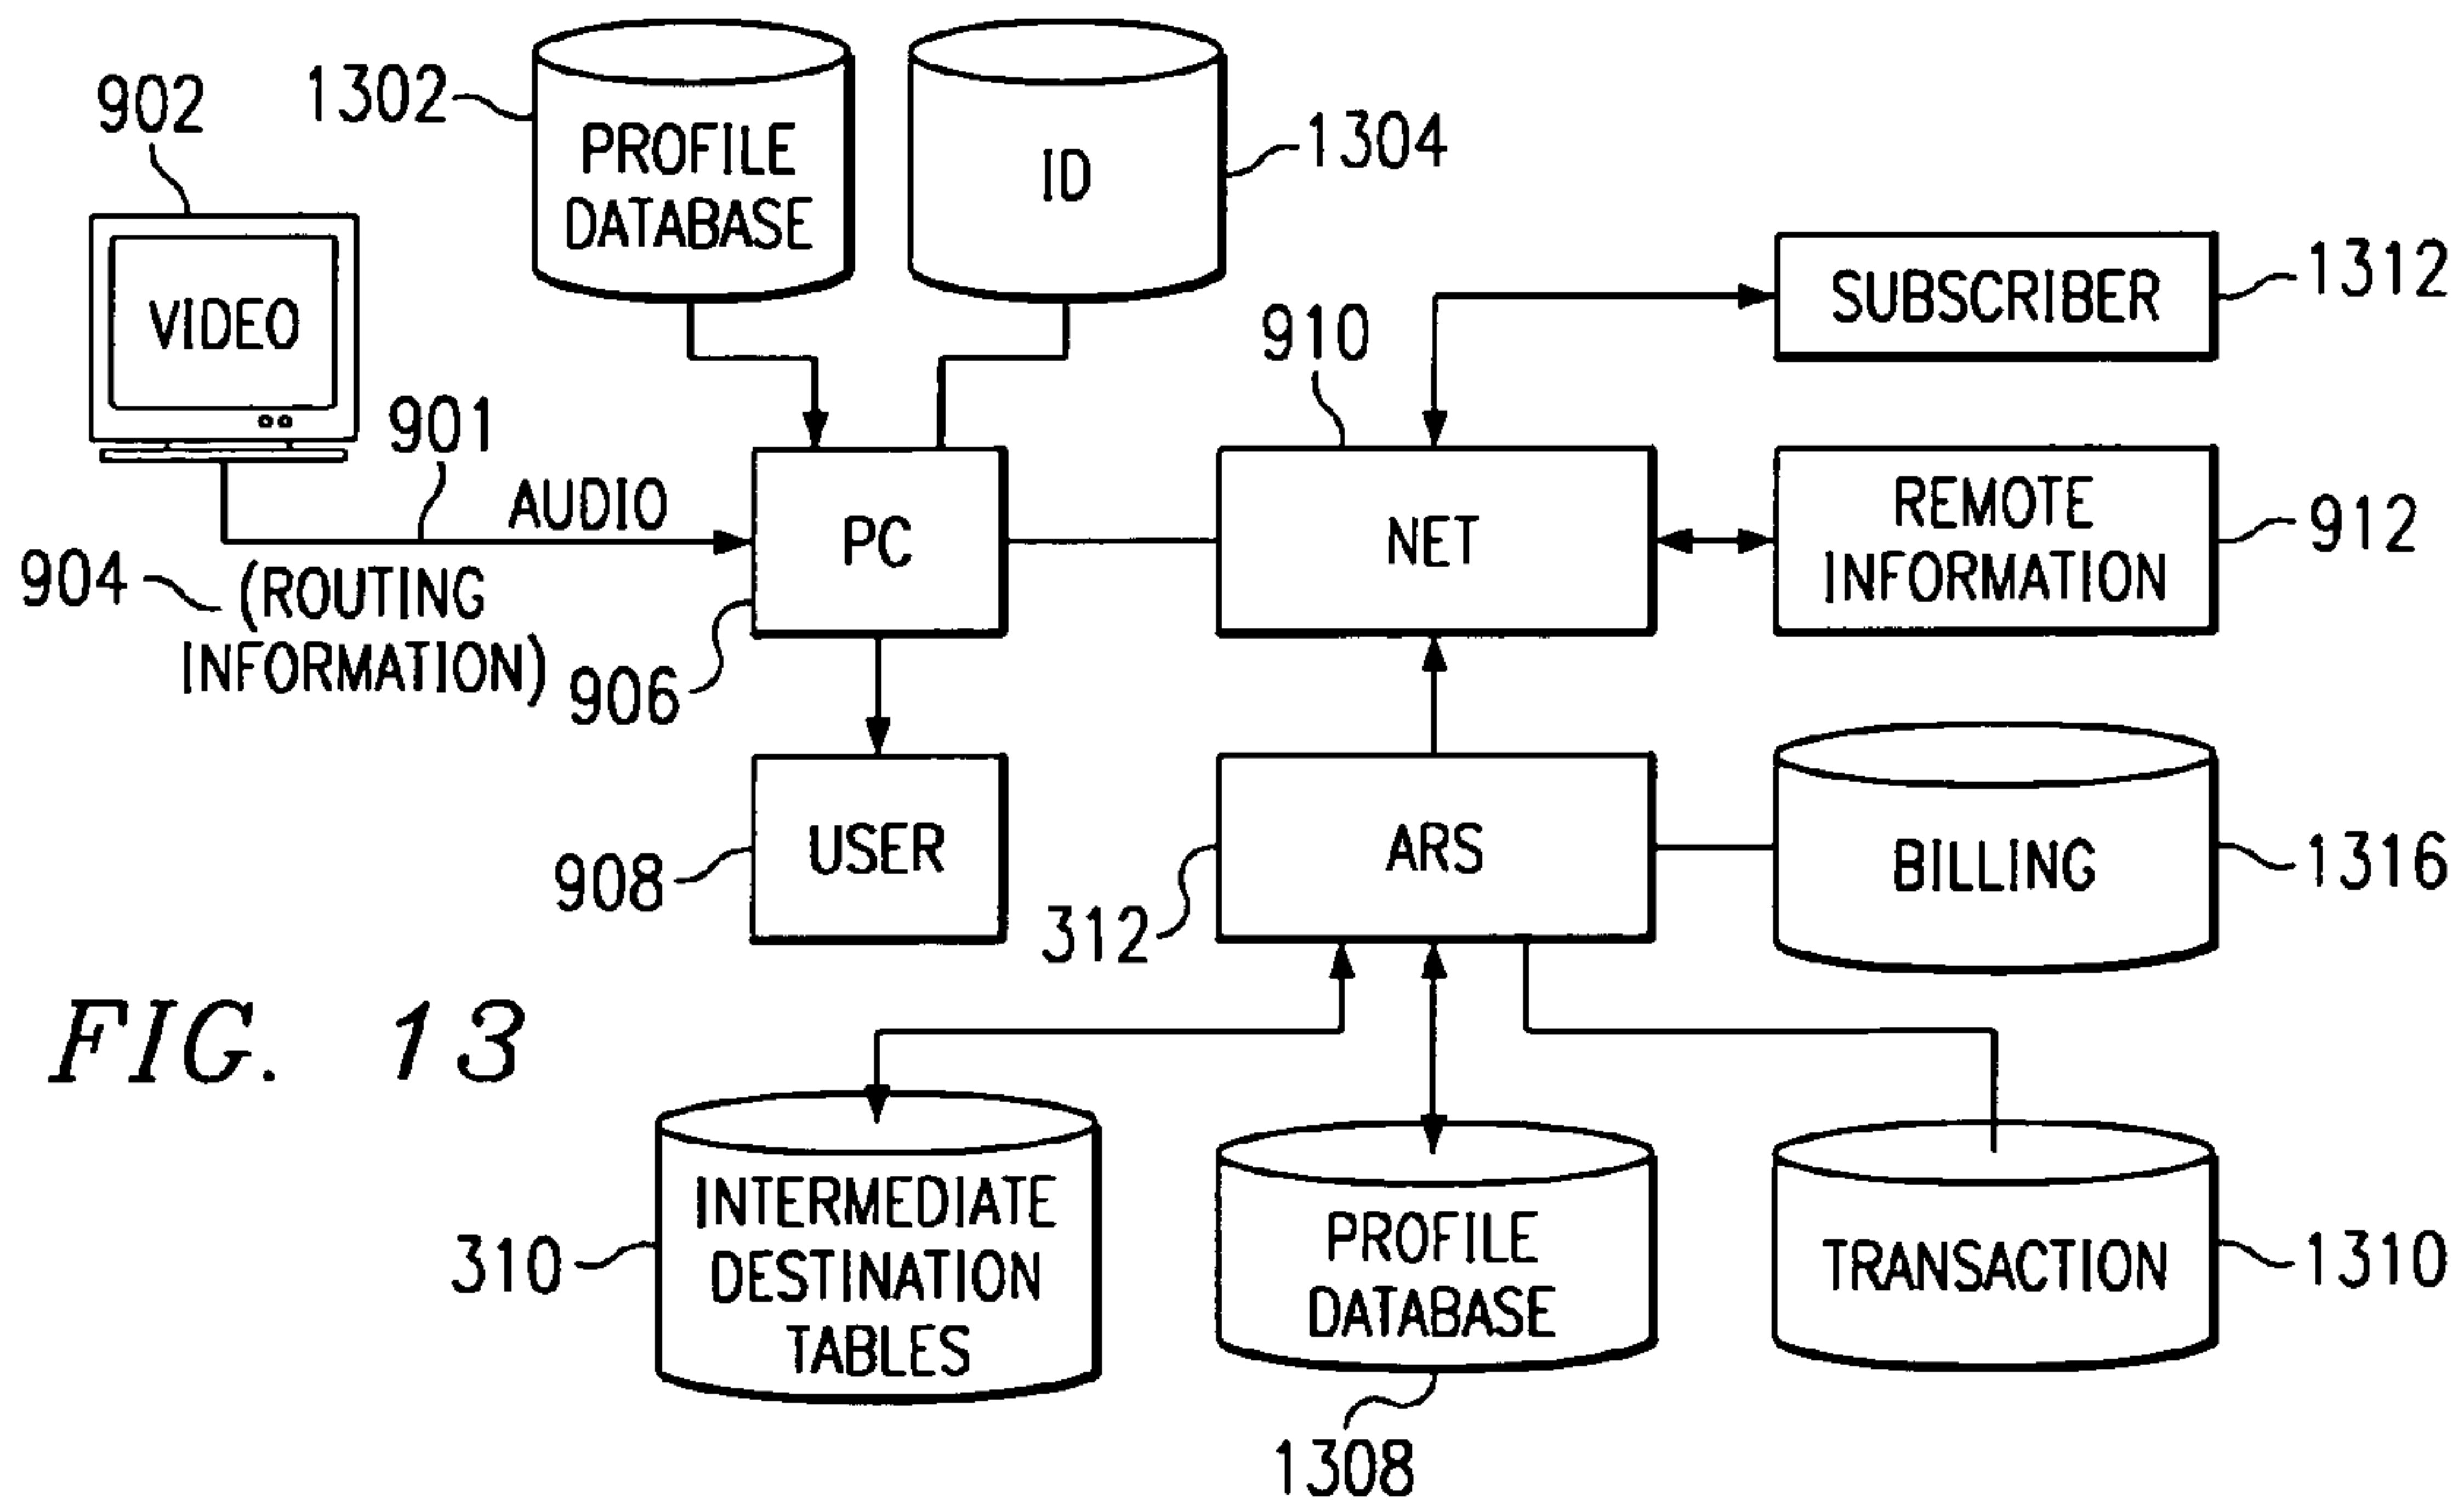 902
1302
PROFILE
DATABASE
ID
1304
VIDEO
901
AUDIO
904
(ROUTING
INFORMATION)
PC
906
910
NET
SUBSCRIBER
1312
REMOTE
INFORMATION
912
USER
908
ARS
312
BILLING
1316
FIG. 13
INTERMEDIATE
DESTINATION
TABLES
310
PROFILE
DATABASE
1308
TRANSACTION
1310